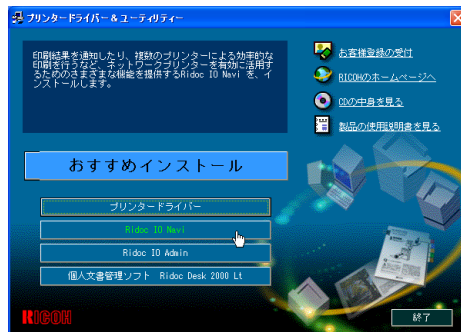 プリンタードライバー＆ユーティリティー
印刷結果を通知したり、複数のプリンターによる効率的な
印刷を行うなど、ネットワークプリンターを有効に活用す
るためのさまざまな機能を提供するRidoc IO Navi を、イ
ンストールします。
お客様登録の受付
RICOHのホームページへ
CDの中身を見る
製品の使用説明書を見る
おすすめインストール
プリンタードライバー
Ridoc IO Navi
Ridoc IO Admin
個人文書管理ソフト Ridoc Desk 2000 Lt
RICOH
終了